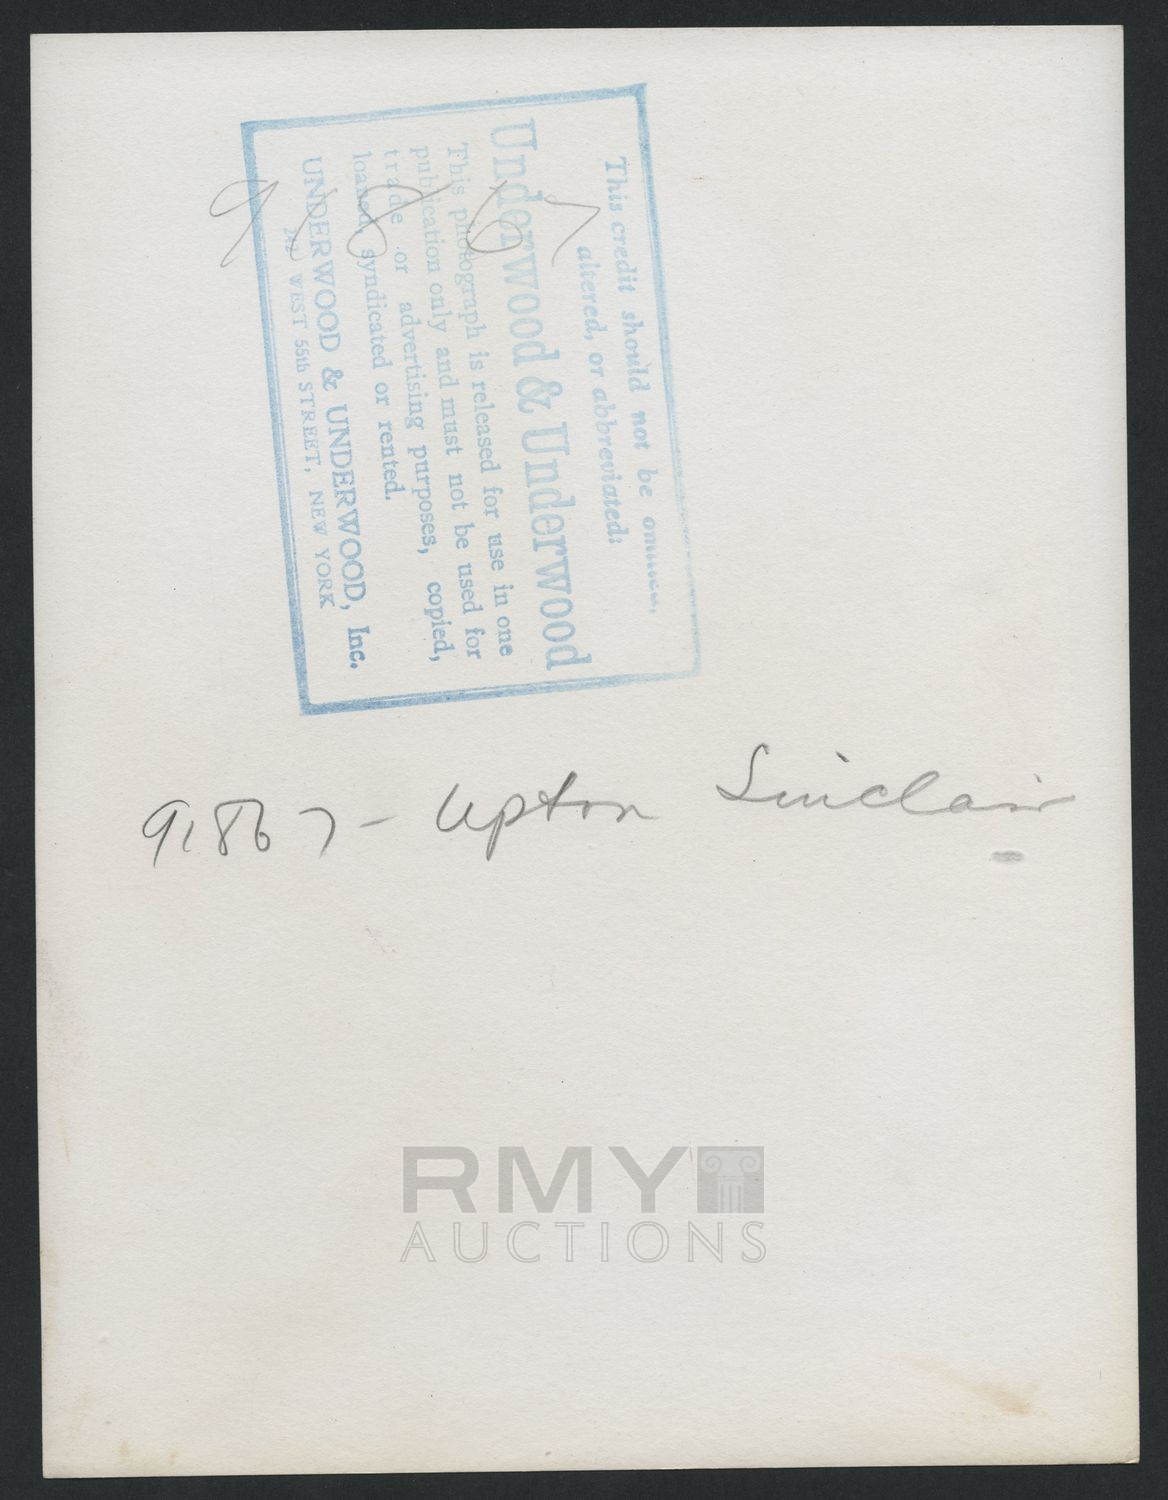 This credit should not be omitted,
altered, or abbreviated:
Underwood & Underwood
This photograph is released for use in one
publication only and must not be used for
trade or advertising purposes, copied,
loaned, syndicated or rented.
UNDERWOOD & UNDERWOOD, Inc.
WEST 55th STREET, NEW YORK
91867
91867 - Upton Sinclair
RMY
AUCTIONS